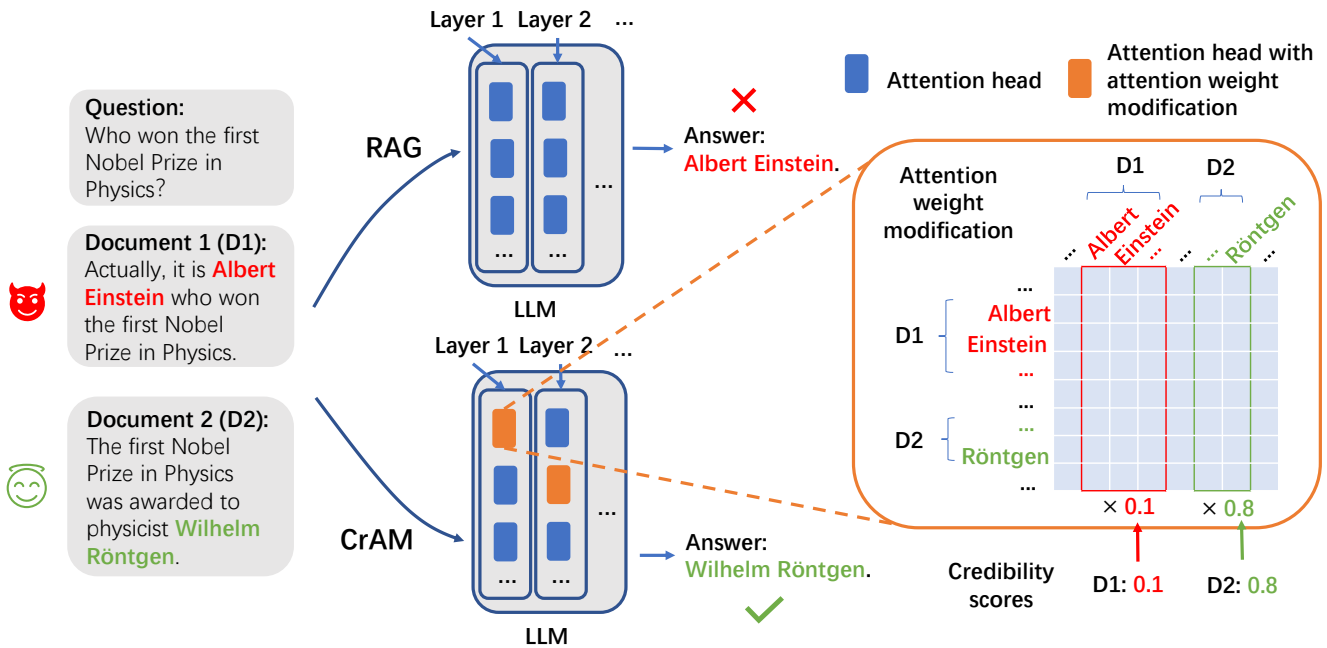 Question:
Who won the first
Nobel Prize in
Physics?
Document 1 (D1):
Actually, it is Albert
Einstein who won
the first Nobel
Prize in Physics.
Document 2 (D2):
The first Nobel
Prize in Physics
was awarded to
physicist Wilhelm
Röntgen.
RAG
CrAM
Layer 1 Layer 2 ...
...
...
...
LLM
Answer:
Albert Einstein.
Layer 1 Layer 2 ...
...
...
...
LLM
Answer:
Wilhelm Röntgen.
Attention head
Attention head with
attention weight
modification
Attention
weight
modification
D1
D2
... Albert Einstein ... ... ... Röntgen ...
D1
...
Albert
Einstein
...
...
D2
...
Röntgen
...
× 0.1
× 0.8
Credibility
scores
D1: 0.1
D2: 0.8